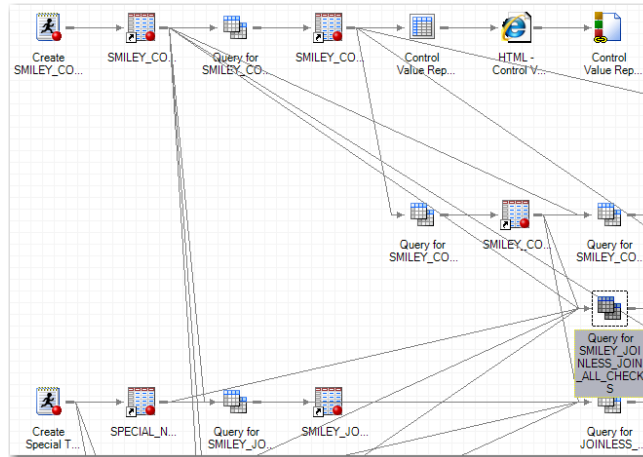 Create
SMILEY_CO...
SMILEY_CO...
Query for
SMILEY_CO...
SMILEY_CO...
Control
Value Rep...
HTML -
Control V...
Control
Value Rep...
Query for
SMILEY_CO...
SMILEY_CO...
Query for
SMILEY_CO...
Query for
SMILEY_JOI
NLESS_JOIN
_ALL_CHECK
S
Create
Special T...
SPECIAL_N...
Query for
SMILEY_JO...
SMILEY_JO...
Query for
JOINLESS_...